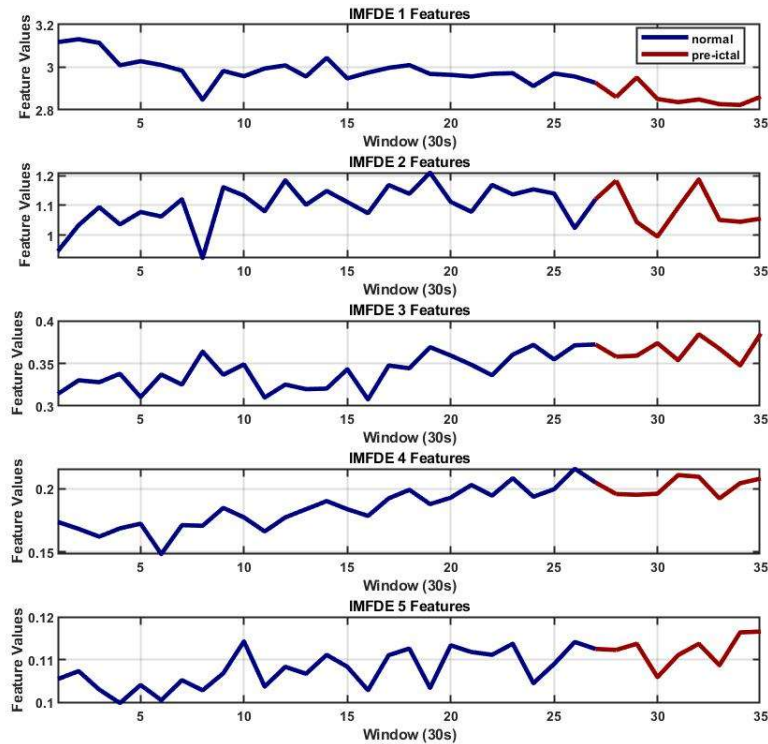 IMFDE 1 Features
3.2
3
2.8
Feature Values
normal
pre-ictal
5 10 15 20 25 30 35
Window (30s)
IMFDE 2 Features
1.2
1.1
1
Feature Values
5 10 15 20 25 30 35
Window (30s)
IMFDE 3 Features
0.4
0.35
0.3
Feature Values
5 10 15 20 25 30 35
Window (30s)
IMFDE 4 Features
0.2
0.15
Feature Values
5 10 15 20 25 30 35
Window (30s)
IMFDE 5 Features
0.12
0.11
0.1
Feature Values
5 10 15 20 25 30 35
Window (30s)